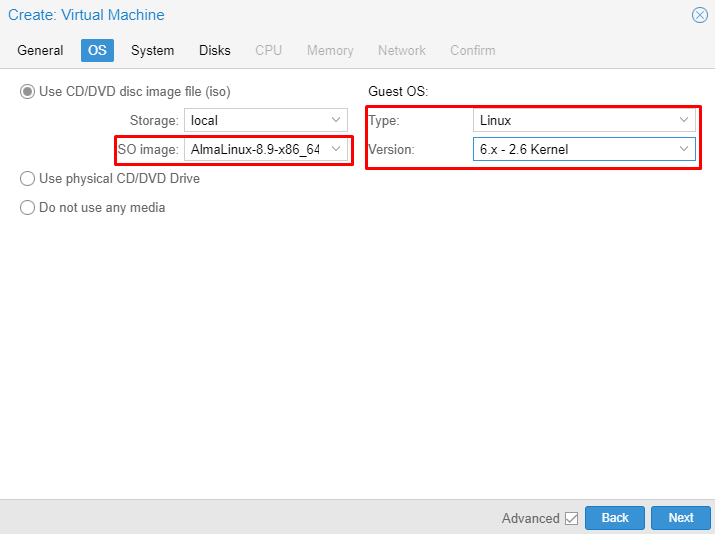 Create: Virtual Machine
General OS System Disks CPU Memory Network Confirm
Use CD/DVD disc image file (iso) Guest OS:
Storage: local Type: Linux
SO image: AlmaLinux-8.9-x86_64 Version: 6.x - 2.6 Kernel
Use physical CD/DVD Drive
Do not use any media
Advanced Back Next